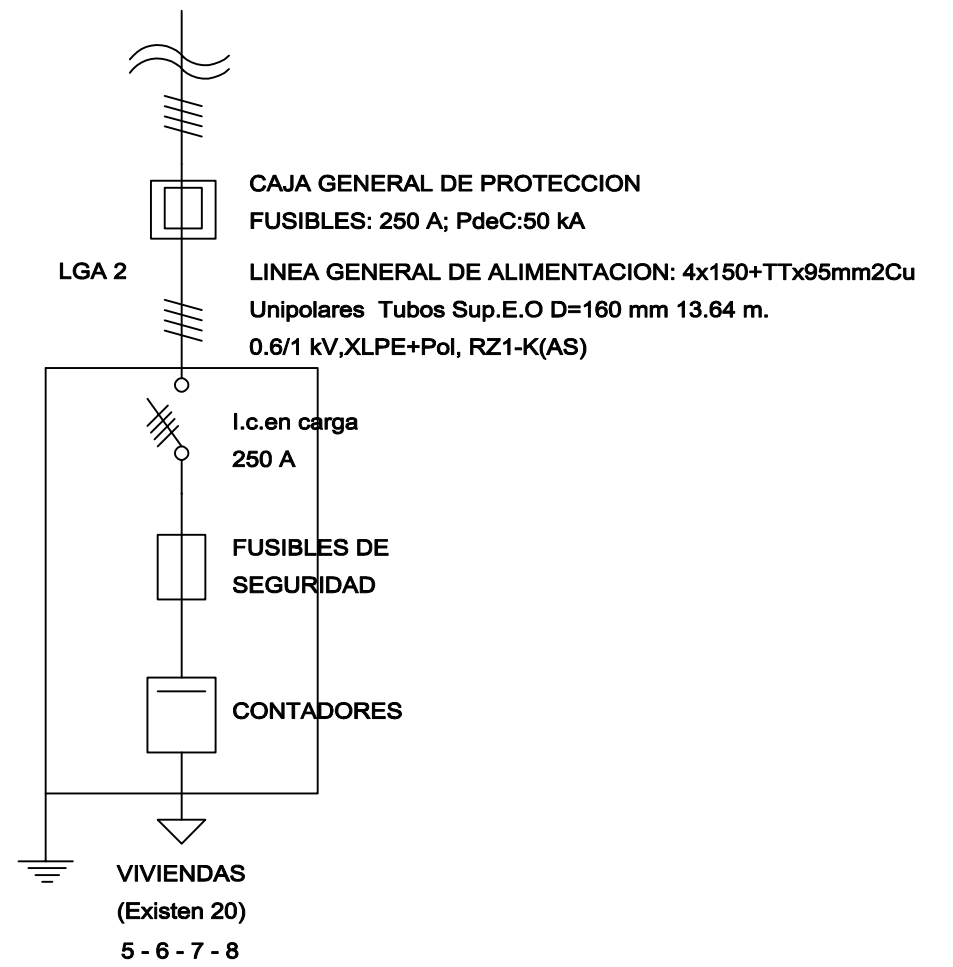 CAJA GENERAL DE PROTECCION
FUSIBLES: 250 A; PdeC:50 kA
LGA 2
LINEA GENERAL DE ALIMENTACION: 4x150+TTx95mm2Cu
Unipolares Tubos Sup.E.O D=160 mm 13.64 m.
0.6/1 kV,XLPE+Pol, RZ1-K(AS)
I.c.en carga
250 A
FUSIBLES DE
SEGURIDAD
CONTADORES
VIVIENDAS
(Existen 20)
5 - 6 - 7 - 8